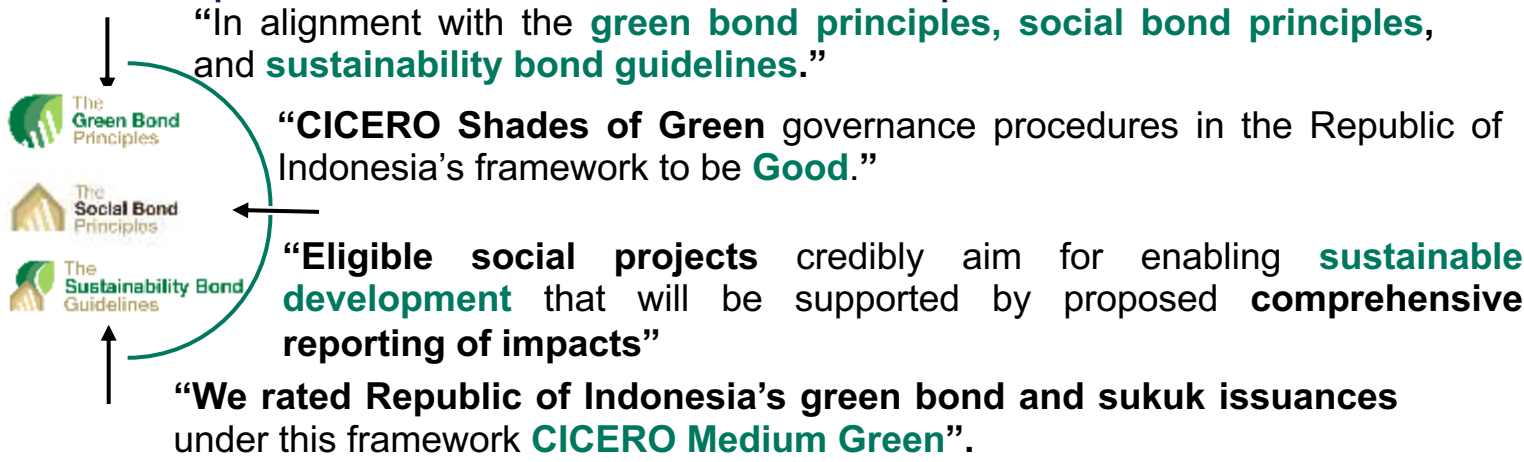 “In alignment with the green bond principles, social bond principles,
and sustainability bond guidelines.”
The
Green Bond
Principles
“CICERO Shades of Green governance procedures in the Republic of
Indonesia’s framework to be Good.”
The
Social Bond
Principles
“Eligible social projects credibly aim for enabling sustainable
development that will be supported by proposed comprehensive
reporting of impacts”
The
Sustainability Bond
Guidelines
“We rated Republic of Indonesia’s green bond and sukuk issuances
under this framework CICERO Medium Green”.